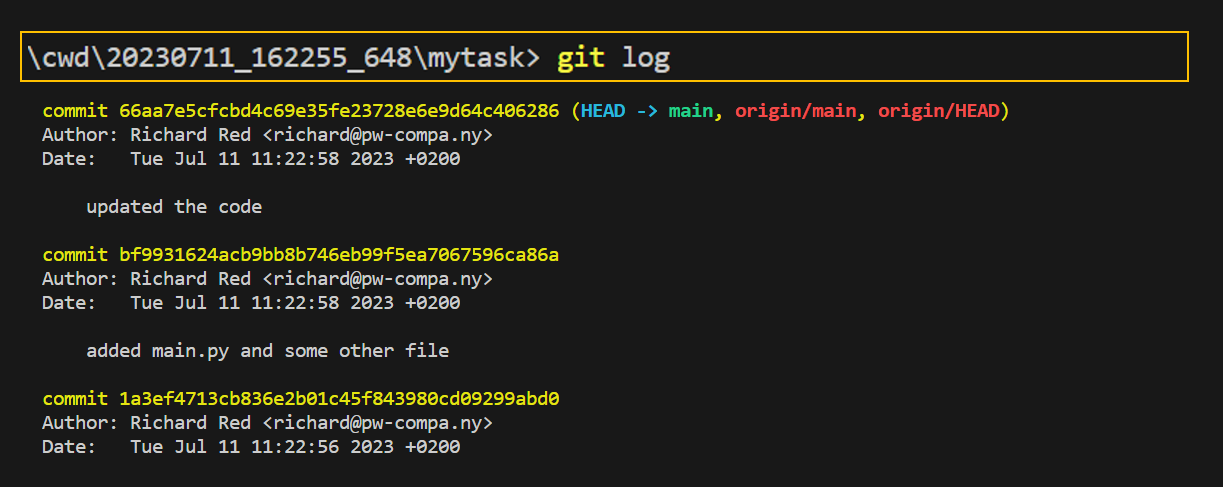 \cwd\20230711_162255_648\mytask> git log
commit 66aa7e5cfcbd4c69e35fe23728e6e9d64c406286 (HEAD -> main, origin/main, origin/HEAD)
Author: Richard Red <richard@pw-compa.ny>
Date:   Tue Jul 11 11:22:58 2023 +0200
updated the code
commit bf9931624acb9bb8b746eb99f5ea7067596ca86a
Author: Richard Red <richard@pw-compa.ny>
Date:   Tue Jul 11 11:22:58 2023 +0200
added main.py and some other file
commit 1a3ef4713cb836e2b01c45f843980cd09299abd0
Author: Richard Red <richard@pw-compa.ny>
Date:   Tue Jul 11 11:22:56 2023 +0200